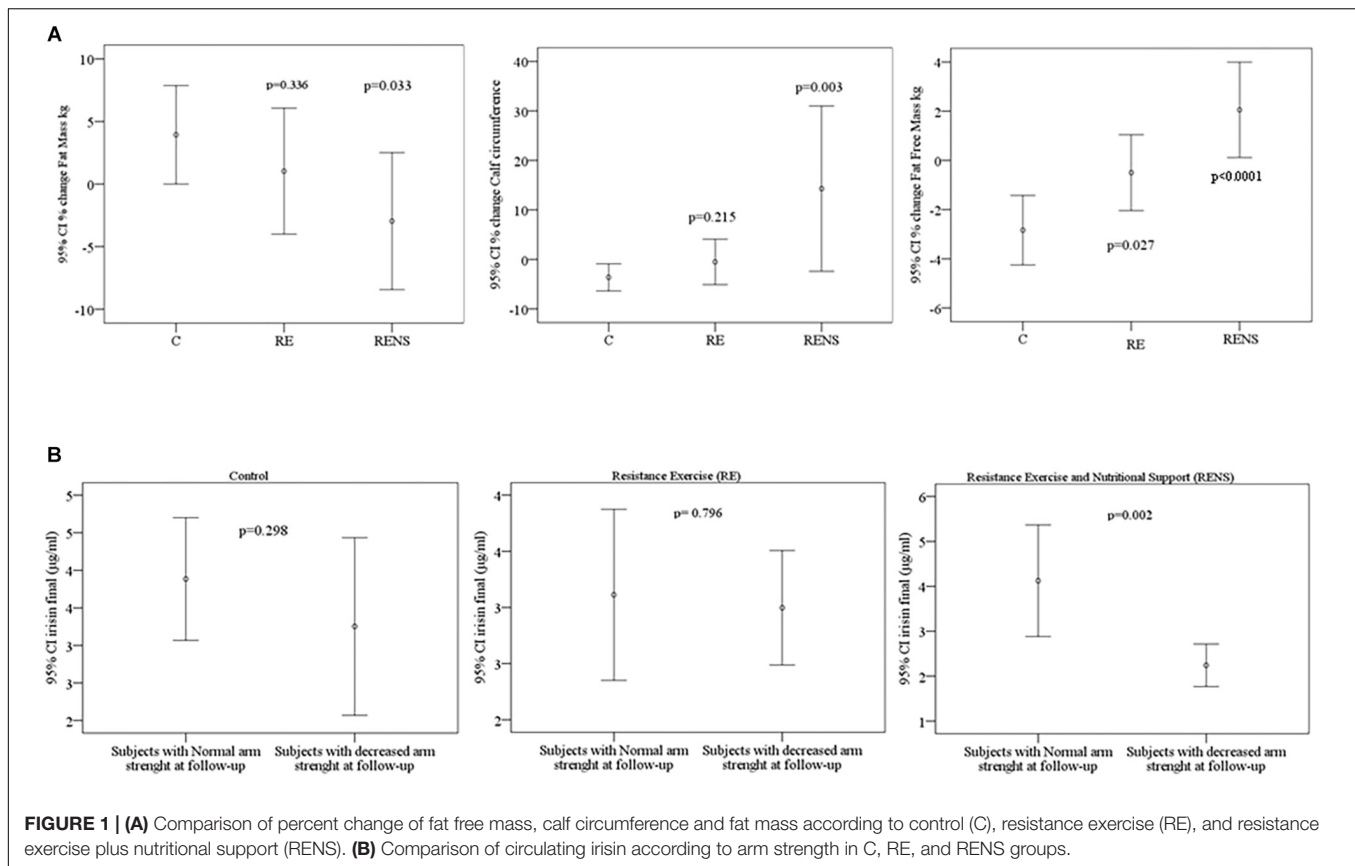 A
95% CI % change Fat Mass kg
10
5
0
-5
-10
p=0.336
p=0.033
C
RE
RENS
95% CI % change Calf circumference
40
30
20
10
0
-10
p=0.003
p=0.215
C
RE
RENS
95% CI % change Fat Free Mass kg
4
2
0
-2
-4
-6
p<0.0001
p=0.027
C
RE
RENS
B
Control
95% CI irisin final (µg/ml)
5
5
4
4
3
3
2
p=0.298
Subjects with Normal arm
strenght at follow-up
Subjects with decreased arm
strenght at follow-up
Resistance Exercise (RE)
95% CI irisin final (µg/ml)
4
4
3
3
2
p= 0.796
Subjects with Normal arm
strenght at follow-up
Subjects with decreased arm
strenght at follow-up
Resistance Exercise and Nutritional Support (RENS)
95% CI irisin final (µg/ml)
6
5
4
3
2
1
p=0.002
Subjects with Normal arm
strenght at follow-up
Subjects with decreased arm
strenght at follow-up
FIGURE 1 | (A) Comparison of percent change of fat free mass, calf circumference and fat mass according to control (C), resistance exercise (RE), and resistance
exercise plus nutritional support (RENS). (B) Comparison of circulating irisin according to arm strength in C, RE, and RENS groups.